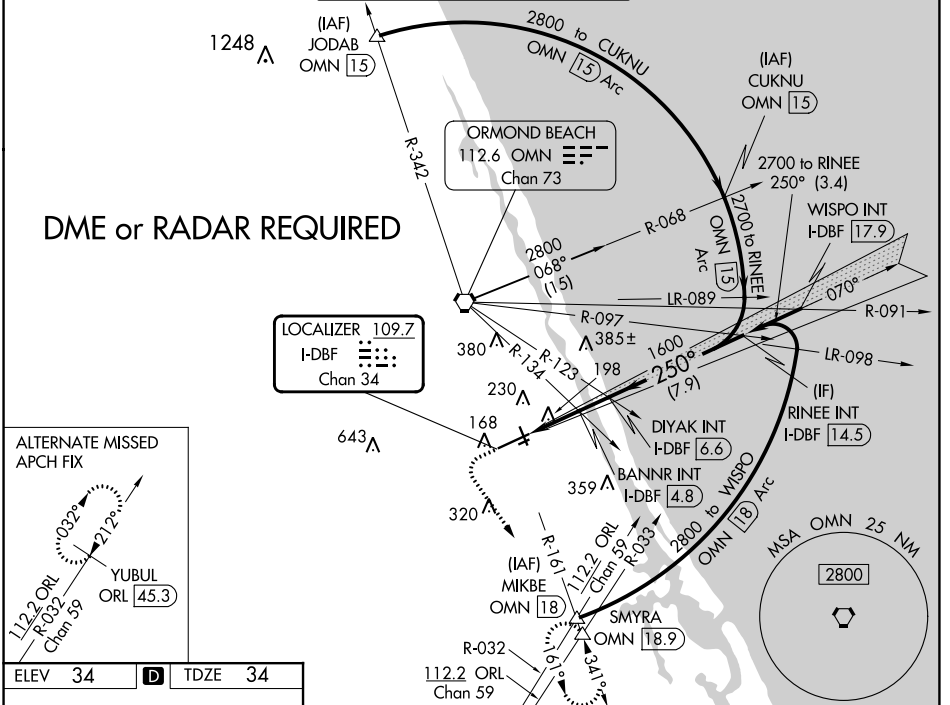 (IAF)
JODAB
OMN 15
1248
2800 to CUKNU
OMN 15 Arc
(IAF)
CUKNU
OMN 15
R-342
ORMOND BEACH
112.6 OMN
Chan 73
2700 to RINEE
250° (3.4)
WISPO INT
I-DBF 17.9
DME or RADAR REQUIRED
R-068
2800
068°
(15)
2700 to RINEE
OMN 15
Arc
LR-089
070°
R-091
R-097
LR-098
LOCALIZER 109.7
I-DBF
Chan 34
380
385±
R-134
R-123
198
1600
250°
(7.9)
230
168
643
(IF)
RINEE INT
I-DBF 14.5
DIYAK INT
I-DBF 6.6
BANNR INT
I-DBF 4.8
359
320
2800 to WISPO
OMN 18 Arc
ALTERNATE MISSED
APCH FIX
032°
212°
YUBUL
ORL 45.3
112.2 ORL
R-032
Chan 59
R-161
(IAF)
MIKBE
OMN 18
112.2 ORL
Chan 59
R-033
SMYRA
OMN 18.9
161°
341°
R-032
112.2 ORL
Chan 59
MSA OMN 25 NM
2800
ELEV 34 D TDZE 34